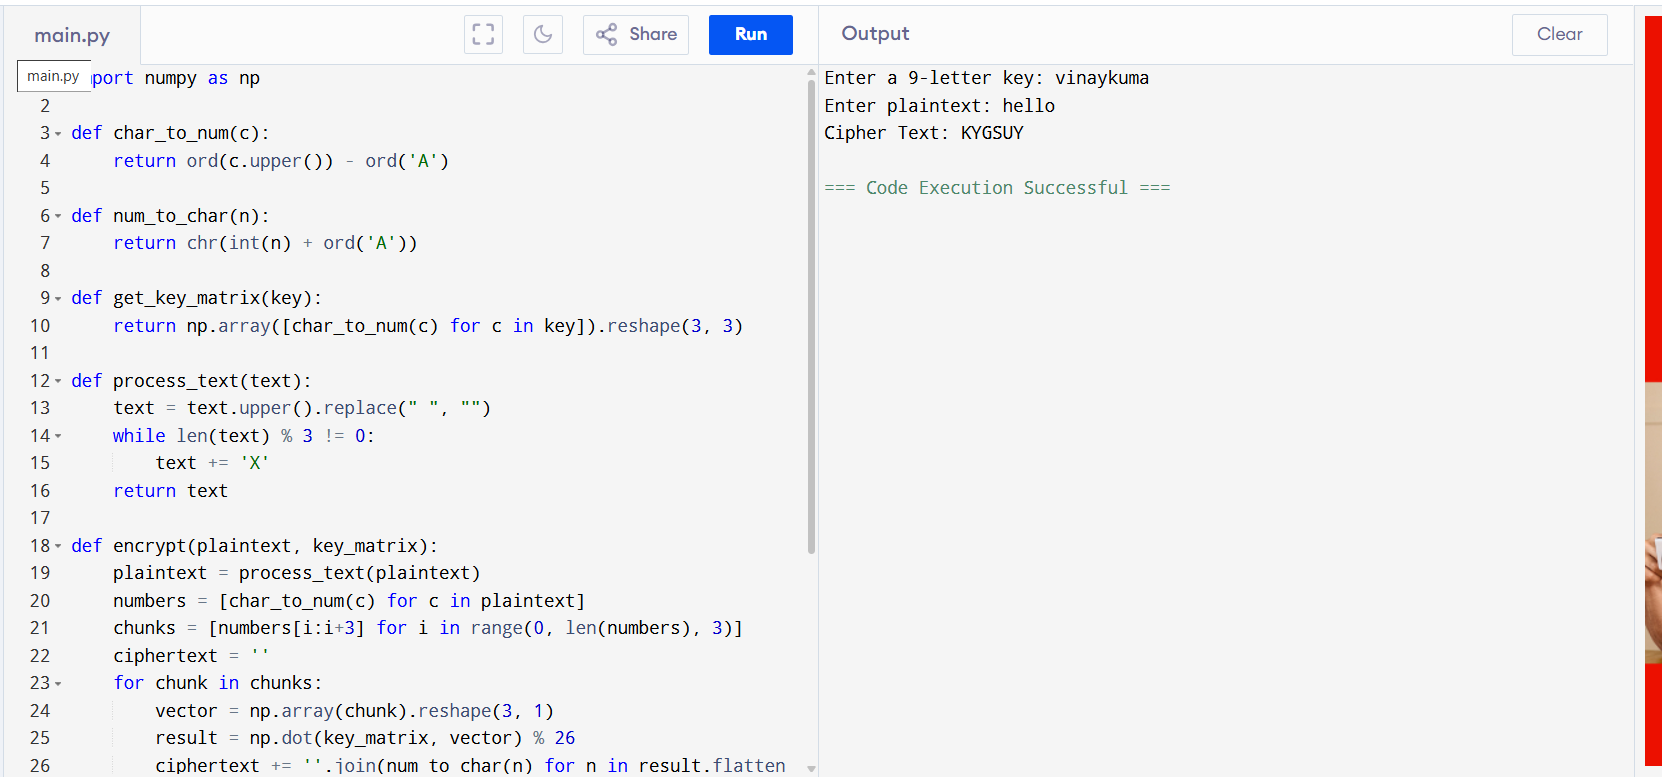 main.py
Share
Run
Output
Clear
main.py
port numpy as np
2
3 def char_to_num(c):
4 return ord(c.upper()) - ord('A')
5
6 def num_to_char(n):
7 return chr(int(n) + ord('A'))
8
9 def get_key_matrix(key):
10 return np.array([char_to_num(c) for c in key]).reshape(3, 3)
11
12 def process_text(text):
13 text = text.upper().replace(" ", "")
14 while len(text) % 3 != 0:
15 text += 'X'
16 return text
17
18 def encrypt(plaintext, key_matrix):
19 plaintext = process_text(plaintext)
20 numbers = [char_to_num(c) for c in plaintext]
21 chunks = [numbers[i:i+3] for i in range(0, len(numbers), 3)]
22 ciphertext = ''
23 for chunk in chunks:
24 vector = np.array(chunk).reshape(3, 1)
25 result = np.dot(key_matrix, vector) % 26
26 ciphertext += ''.join(num_to_char(n) for n in result.flatten
Enter a 9-letter key: vinaykuma
Enter plaintext: hello
Cipher Text: KYGSUY
=== Code Execution Successful ===